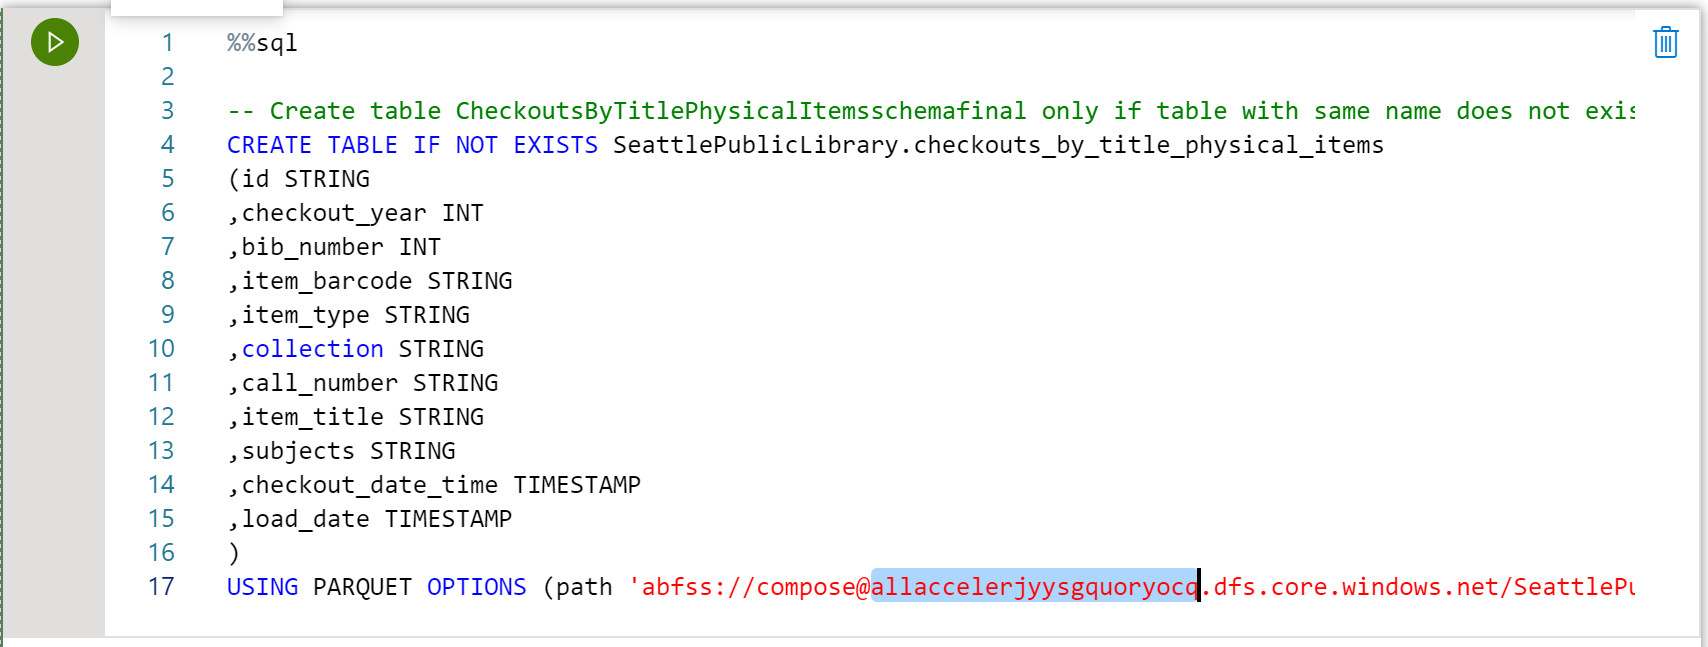 1 %%sql
2
3 -- Create table CheckoutsByTitlePhysicalItemsschemafinal only if table with same name does not exis
4 CREATE TABLE IF NOT EXISTS SeattlePublicLibrary.checkouts_by_title_physical_items
5 (id STRING
6 ,checkout_year INT
7 ,bib_number INT
8 ,item_barcode STRING
9 ,item_type STRING
10 ,collection STRING
11 ,call_number STRING
12 ,item_title STRING
13 ,subjects STRING
14 ,checkout_date_time TIMESTAMP
15 ,load_date TIMESTAMP
16 )
17 USING PARQUET OPTIONS (path 'abfss://compose@allaccelerjyysgquoryocq.dfs.core.windows.net/SeattlePu